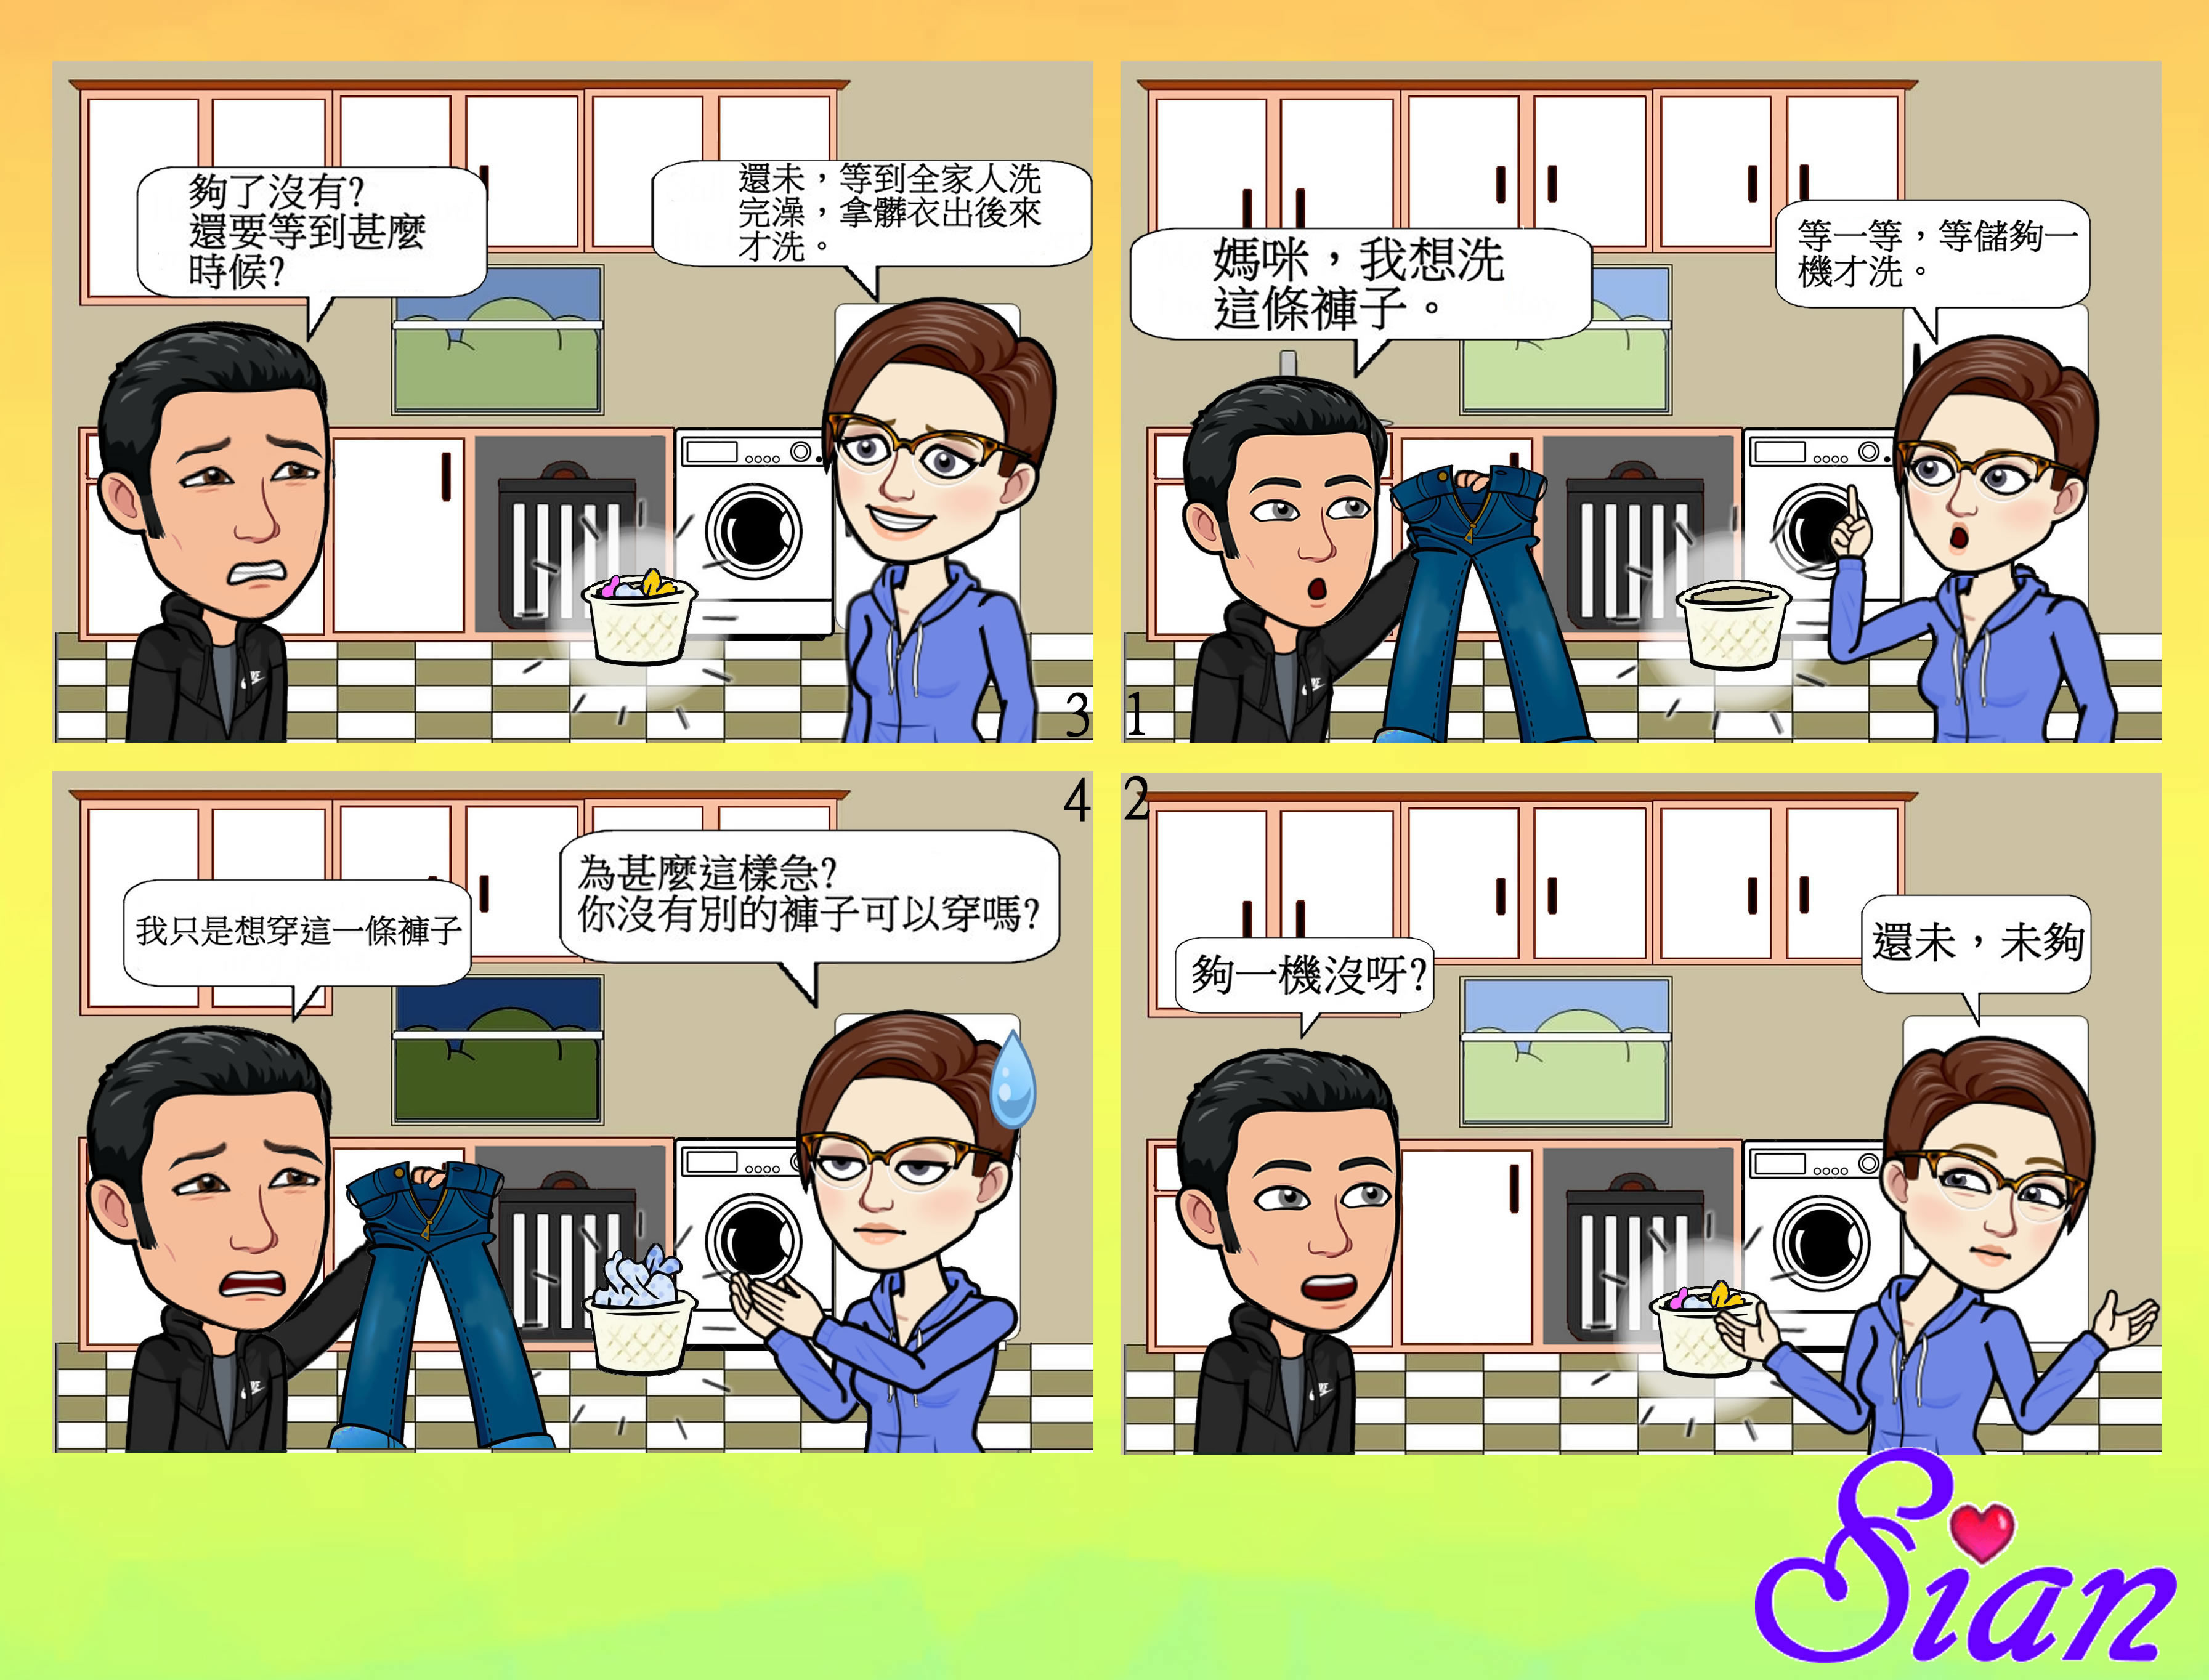 媽咪，我想洗
這條褲子。
等一等，等儲夠一
機才洗。
1
2
夠一機沒呀?
還未，未夠
夠了沒有?
還要等到甚麼
時候?
還未，等到全家人洗
完澡，拿髒衣出後來
才洗。
3
4
我只是想穿這一條褲子
為甚麼這樣急?
你沒有別的褲子可以穿嗎?
Sian